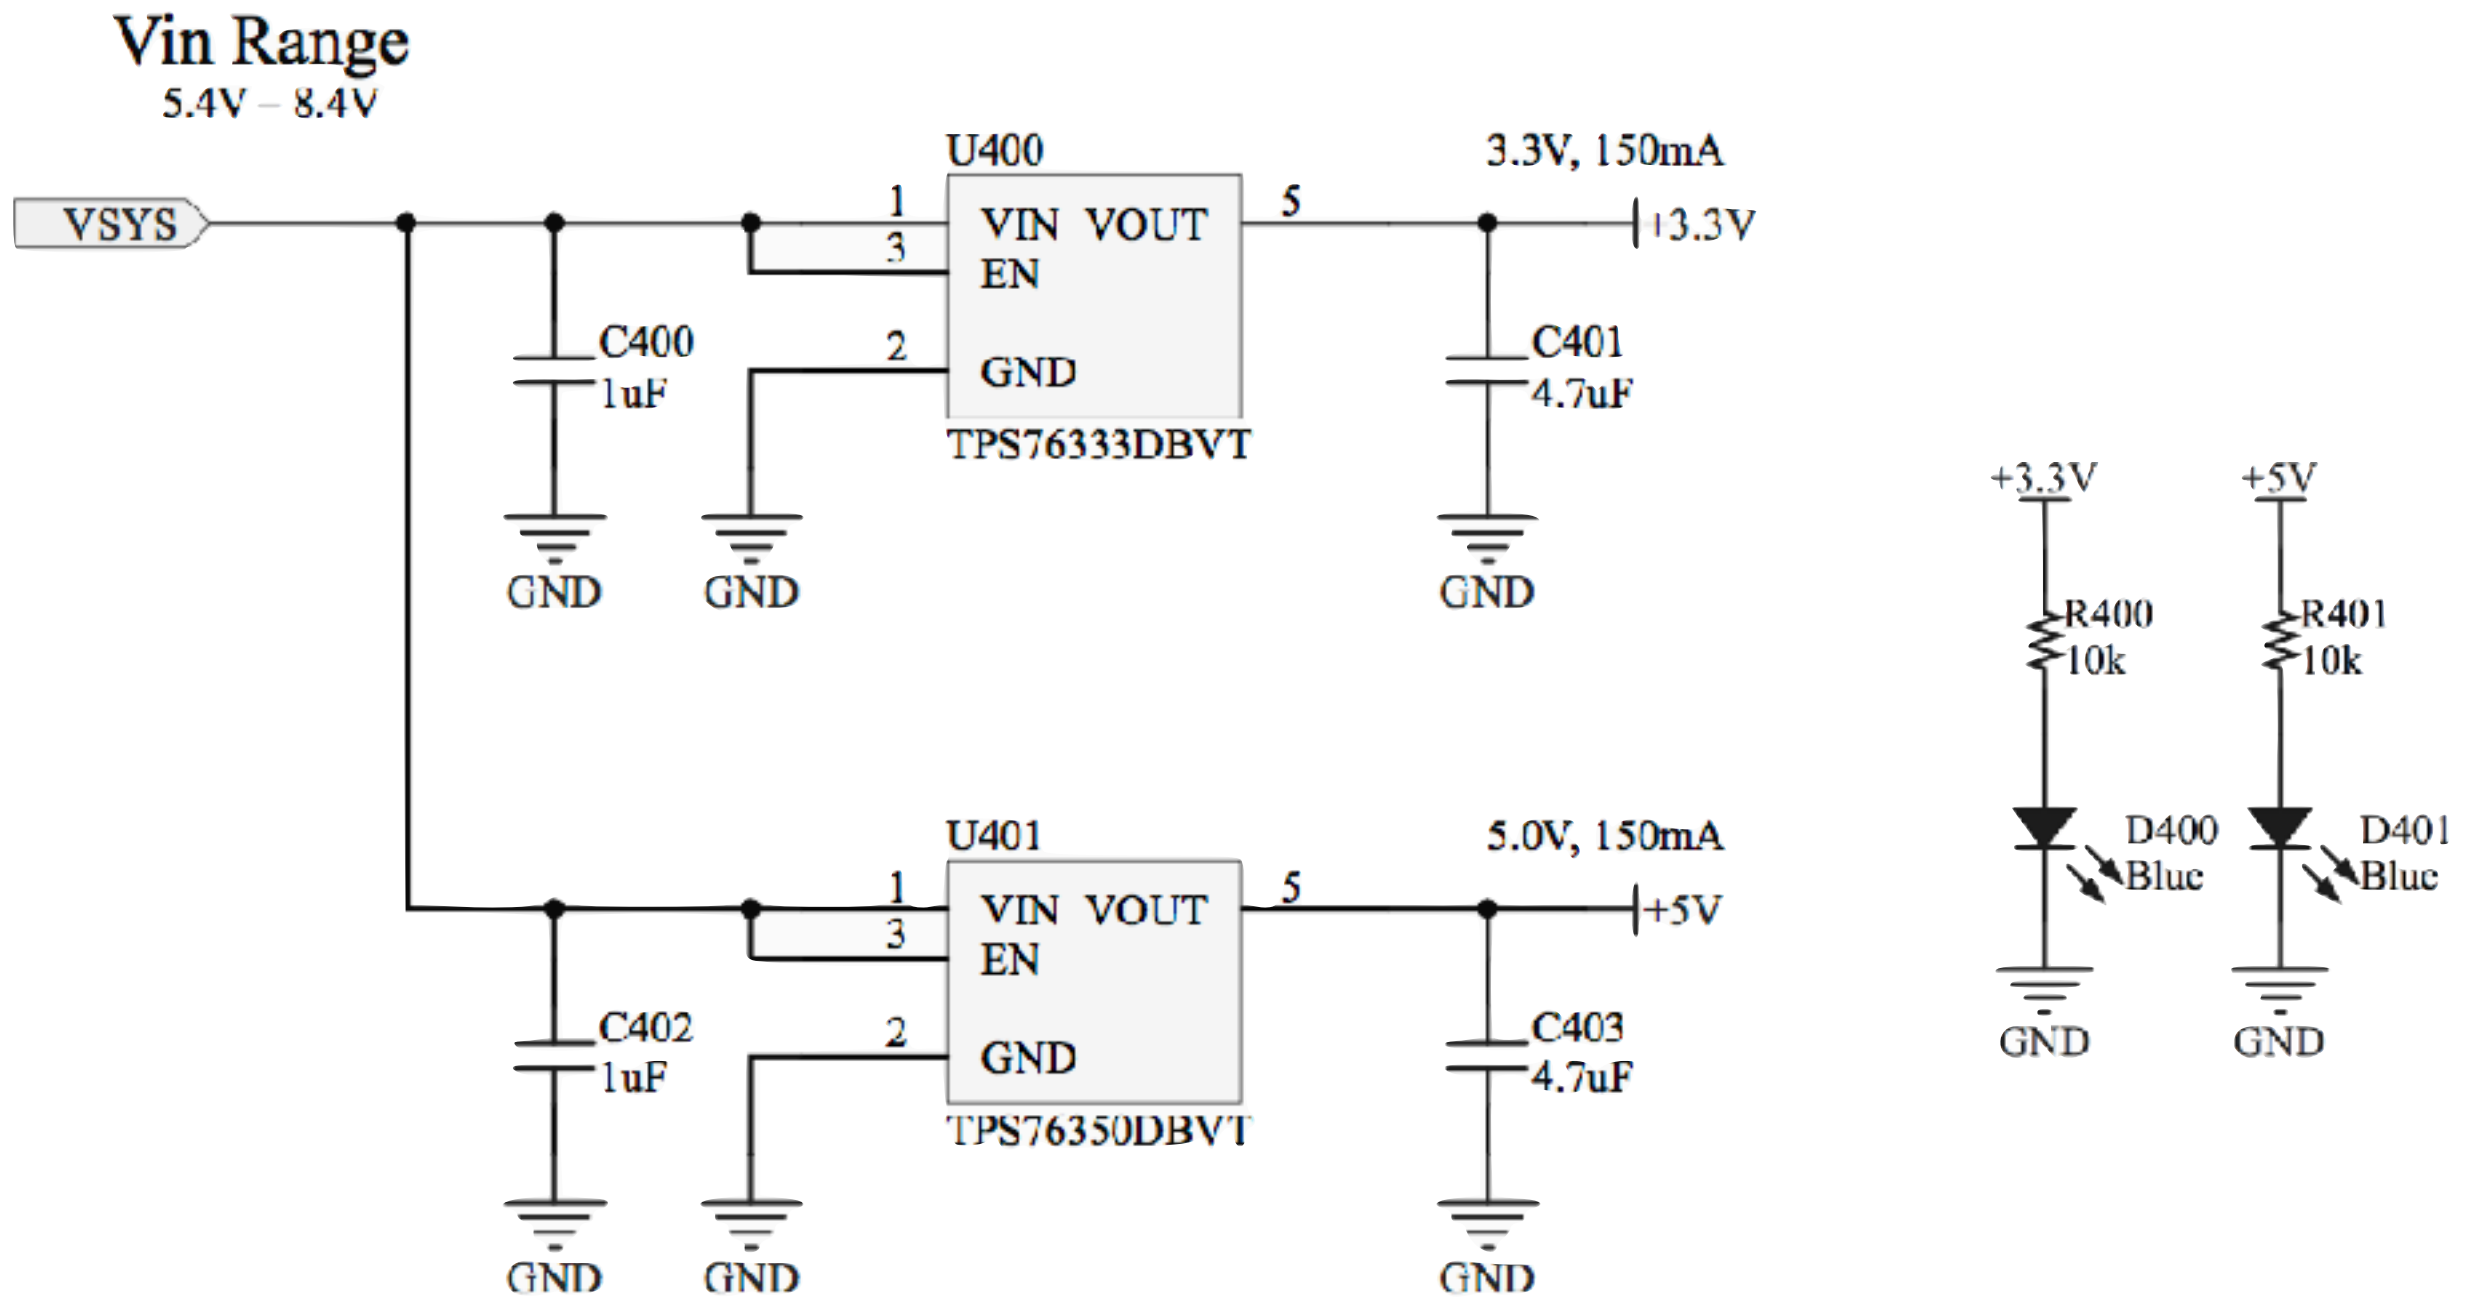 Vin Range
5.4V – 8.4V
VSYS
U400
1
3
2
VIN VOUT
EN
GND
5
TPS76333DBVT
3.3V, 150mA
+3.3V
C400
1uF
C401
4.7uF
GND
GND
GND
U401
1
3
2
VIN VOUT
EN
GND
5
TPS76350DBVT
5.0V, 150mA
+5V
C402
1uF
C403
4.7uF
GND
GND
GND
+3.3V
R400
10k
D400
Blue
GND
+5V
R401
10k
D401
Blue
GND